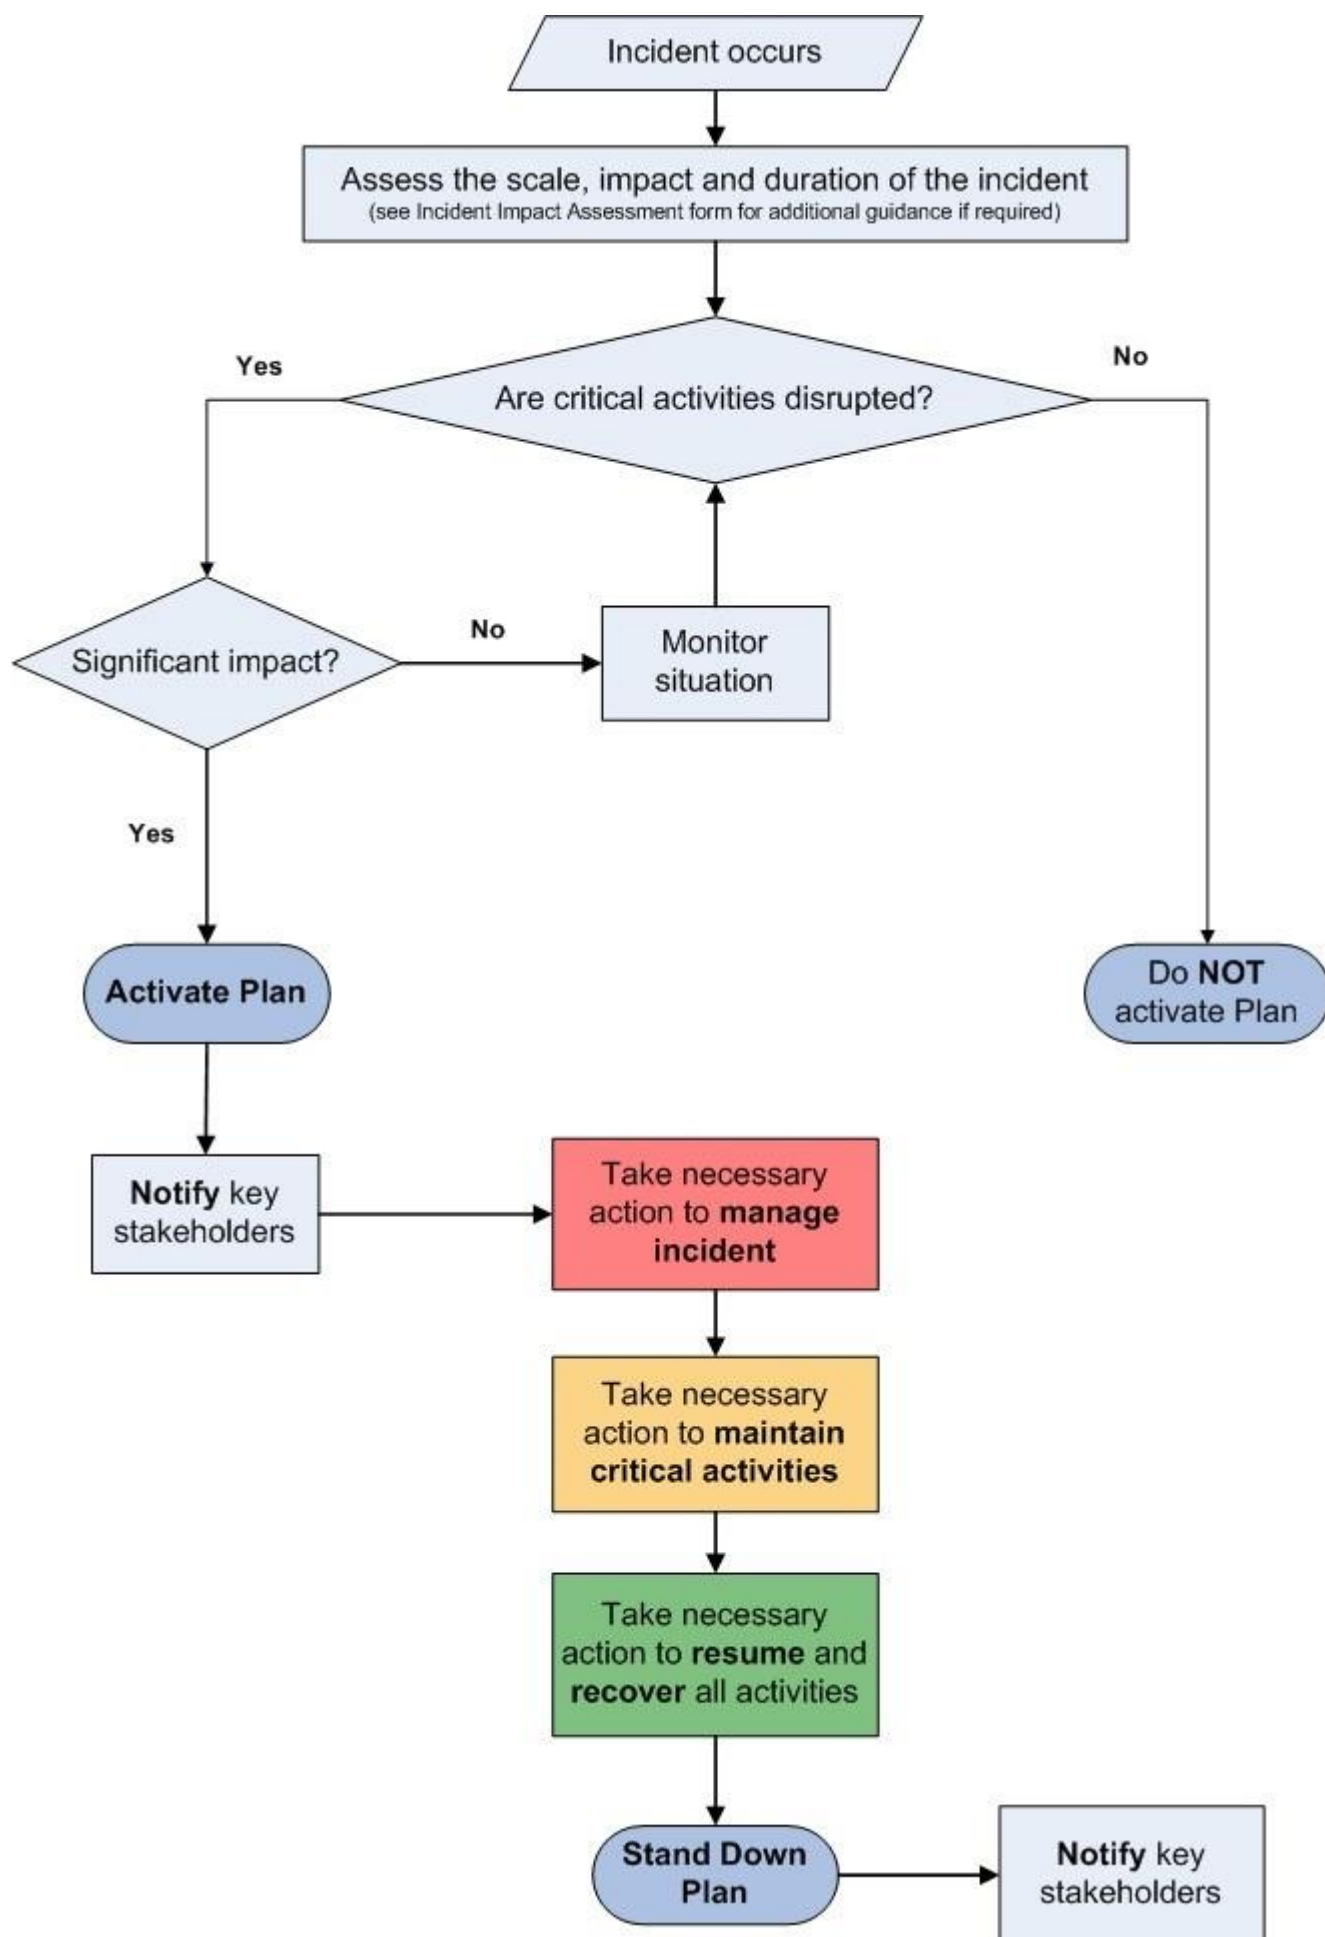 Incident occurs
Assess the scale, impact and duration of the incident
(see Incident Impact Assessment form for additional guidance if required)
Yes
No
Are critical activities disrupted?
Significant impact?
No
Monitor
situation
Yes
Activate Plan
Do NOT
activate Plan
Notify key
stakeholders
Take necessary
action to manage
incident
Take necessary
action to maintain
critical activities
Take necessary
action to resume and
recover all activities
Stand Down
Plan
Notify key
stakeholders